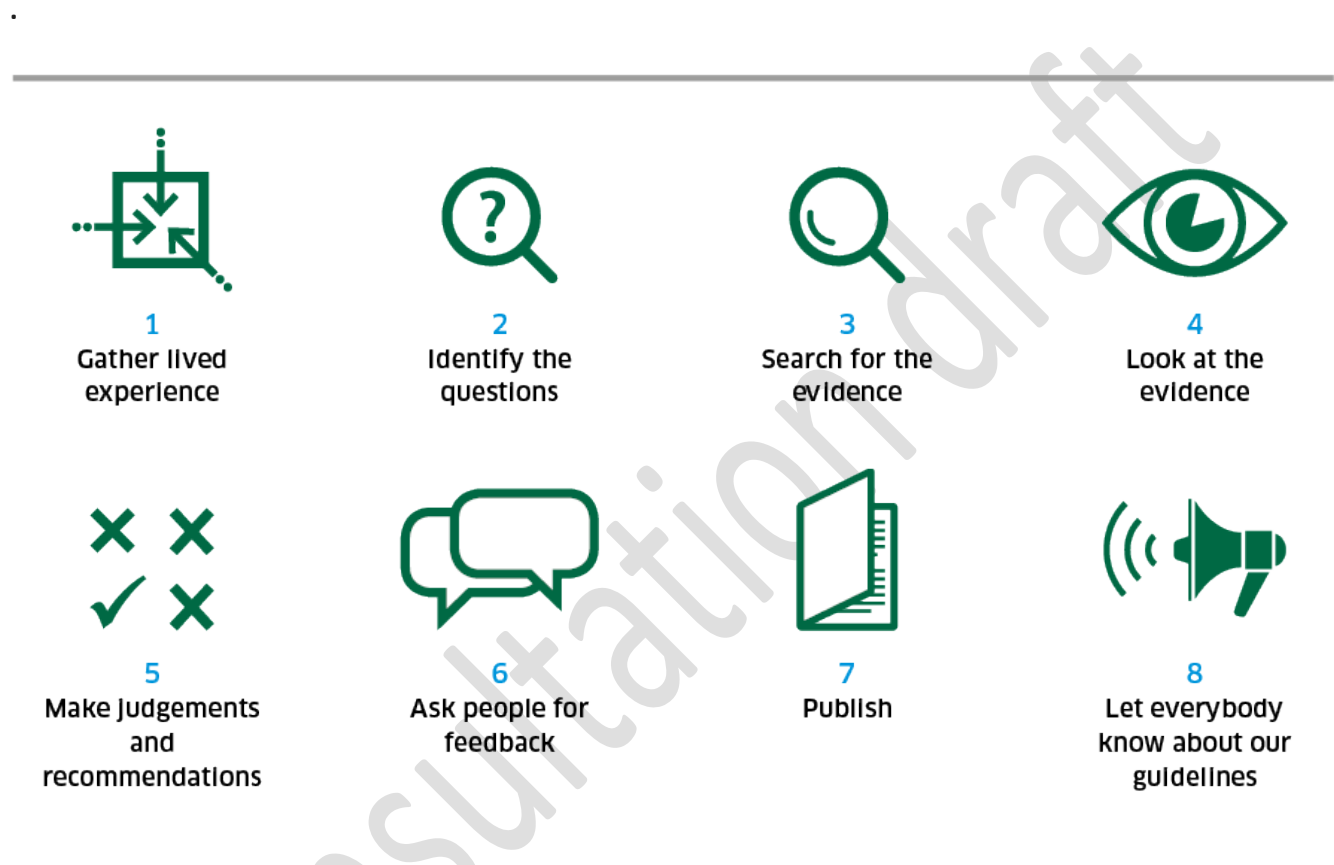 .
1
Gather lived
experience
2
Identify the
questions
?
3
Search for the
evidence
4
Look at the
evidence
5
Make judgements
and
recommendations
6
Ask people for
feedback
7
Publish
8
Let everybody
know about our
guidelines
nsultation draft